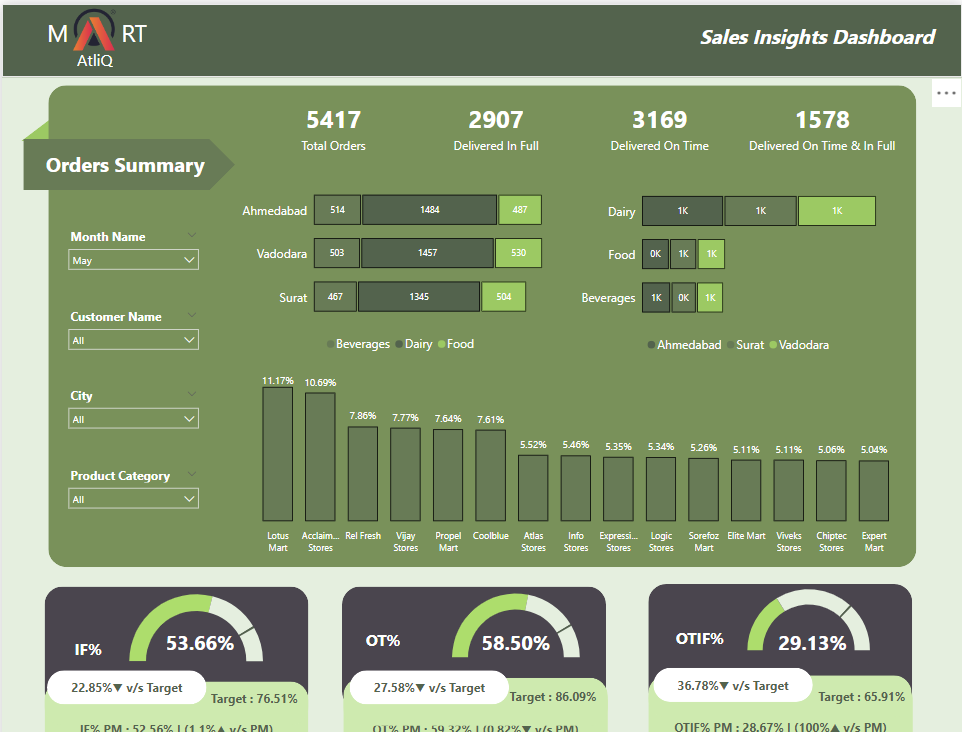 M RT
AtliQ
Sales Insights Dashboard
5417 2907 3169 1578
Total Orders Delivered In Full Delivered On Time Delivered On Time & In Full
Orders Summary
Month Name
May
Customer Name
All
City
All
Product Category
All
Ahmedabad 514 1484 487
Vadodara 503 1457 530
Surat 467 1345 504
Beverages Dairy Food
Dairy 1K 1K 1K
Food 0K 1K 1K
Beverages 1K 0K 1K
Ahmedabad Surat Vadodara
11.17% 10.69% 7.86% 7.77% 7.64% 7.61% 5.52% 5.46% 5.35% 5.34% 5.26% 5.11% 5.11% 5.06% 5.04%
Lotus Acclaim... Rel Fresh Vijay Propel Coolblue Atlas Info Expressi... Logic Sorefoz Elite Mart Viveks Chiptec Expert
Mart Stores Stores Mart Stores Stores Stores Stores Mart Stores Stores Mart
IF%
53.66%
22.85%▼ v/s Target
Target : 76.51%
IF% PM : 52.56% | (1.1%▲ v/s PM)
OT%
58.50%
27.58%▼ v/s Target
Target : 86.09%
OT% PM : 59.32% | (0.82%▼ v/s PM)
OTIF%
29.13%
36.78%▼ v/s Target
Target : 65.91%
OTIF% PM : 28.67% | (100%▲ v/s PM)